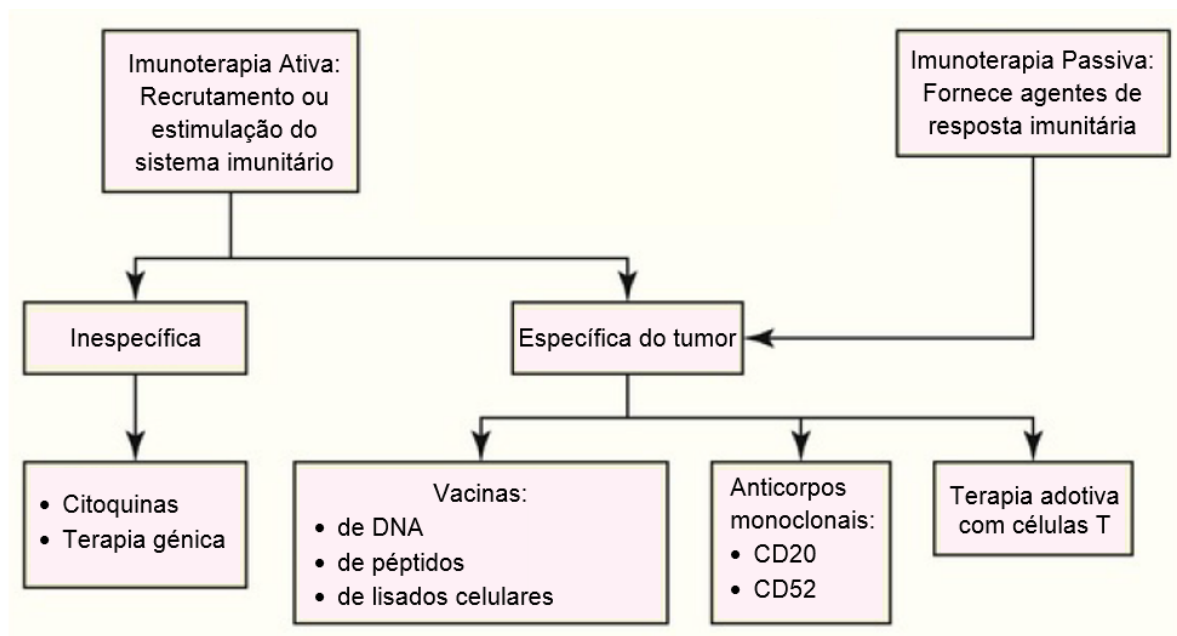 Imunoterapia Ativa:
Recrutamento ou
estimulação do
sistema imunitário
Imunoterapia Passiva:
Fornece agentes de
resposta imunitária
Inespecífica
Específica do tumor
• Citoquinas
• Terapia génica
Vacinas:
• de DNA
• de péptidos
• de lisados celulares
Anticorpos
monoclonais:
• CD20
• CD52
Terapia adotiva
com células T